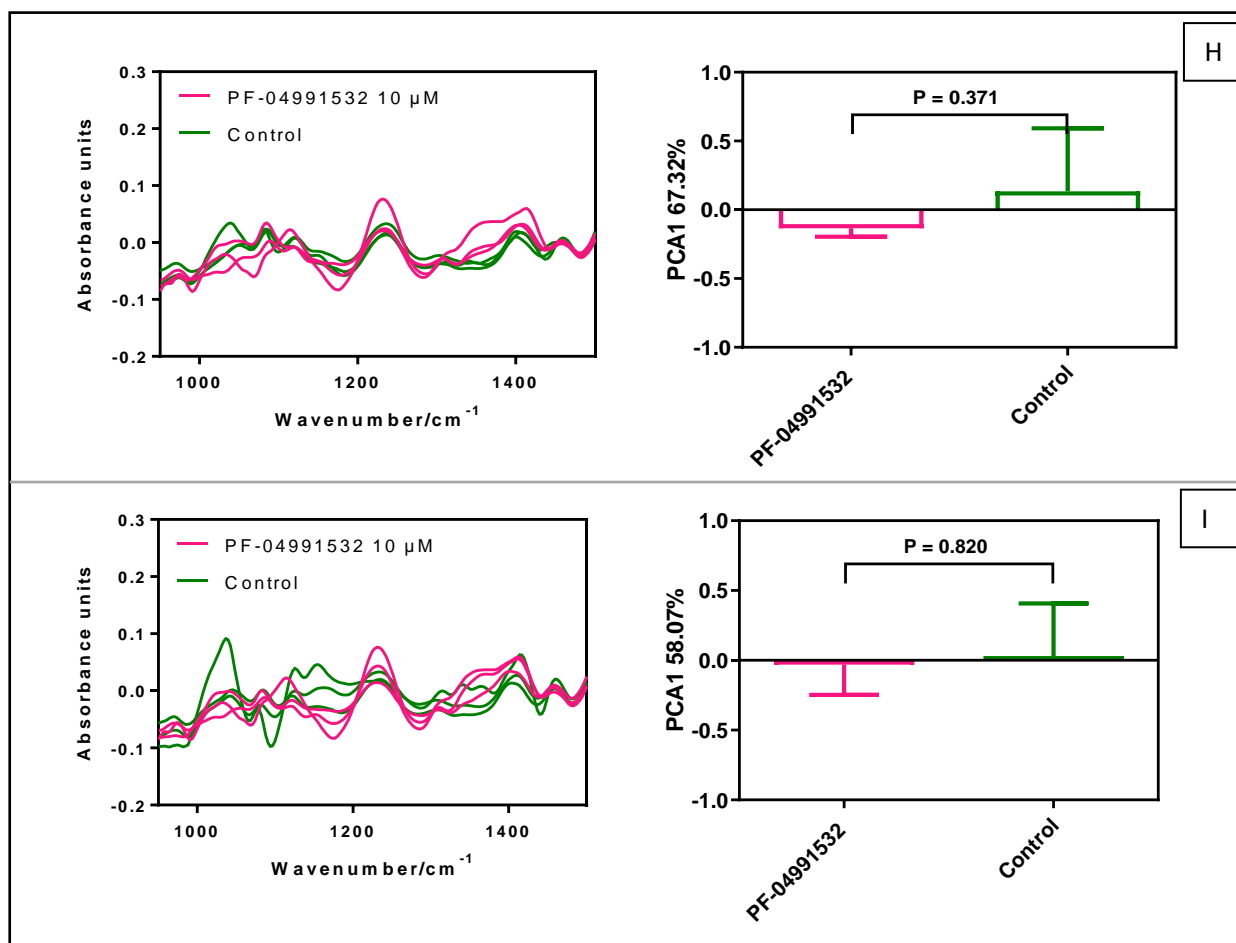 H
0.3
0.2
0.1
0.0
-0.1
-0.2
Absorbance units
PF-04991532 10 µM
Control
1000 1200 1400
Wavenumber/cm-1
1.0
0.5
0.0
-0.5
-1.0
PCA1 67.32%
P = 0.371
PF-04991532
Control
I
0.3
0.2
0.1
0.0
-0.1
-0.2
Absorbance units
PF-04991532 10 µM
Control
1000 1200 1400
Wavenumber/cm-1
1.0
0.5
0.0
-0.5
-1.0
PCA1 58.07%
P = 0.820
PF-04991532
Control